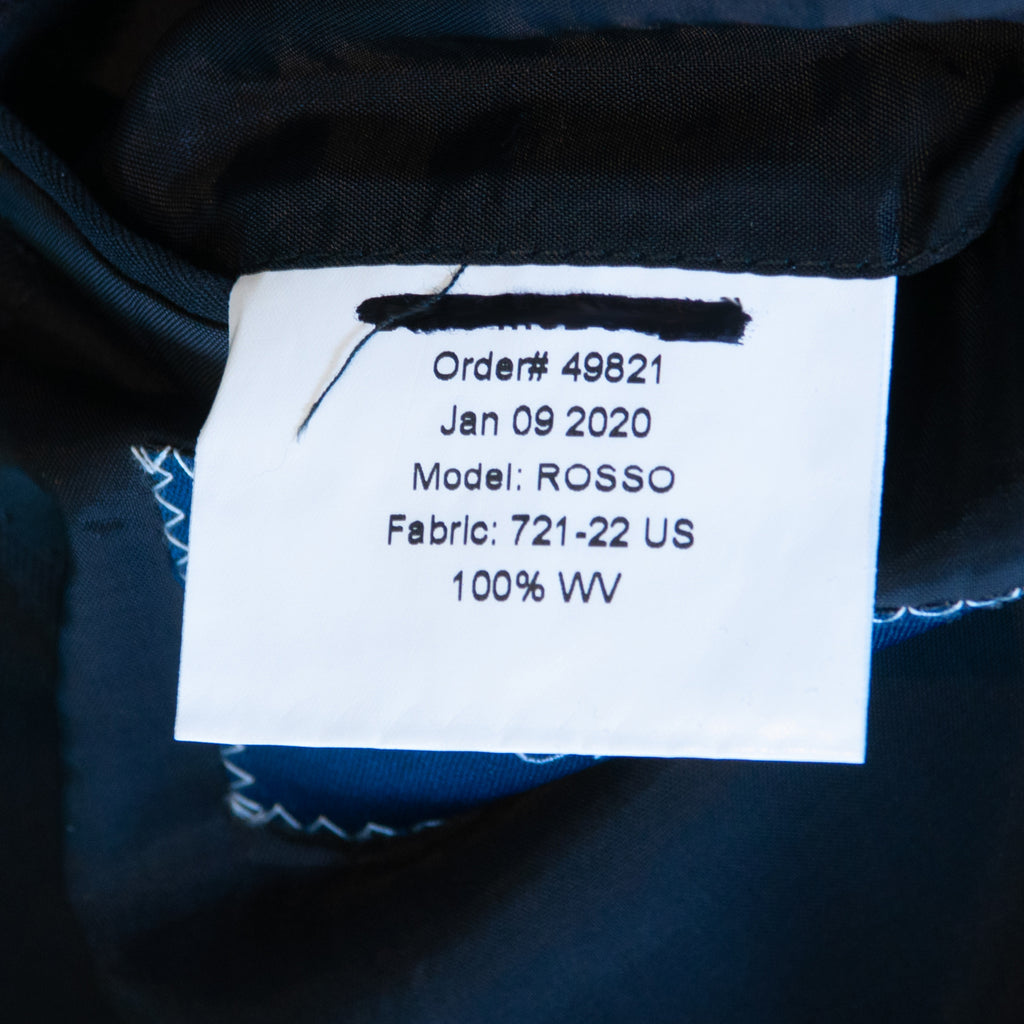 Order# 49821
Jan 09 2020
Model: ROSSO
Fabric: 721-22 US
100% WV